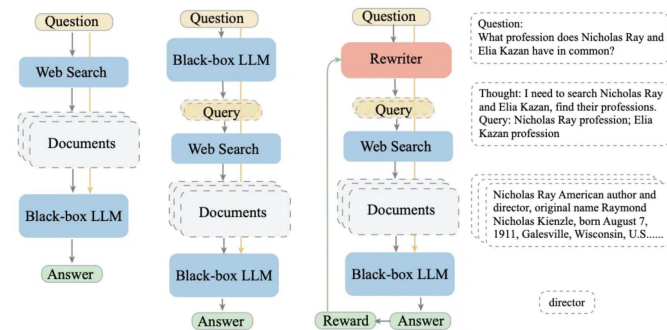 Question
Web Search
Documents
Black-box LLM
Answer
Question
Black-box LLM
Query
Web Search
Documents
Black-box LLM
Answer
Question
Rewriter
Query
Web Search
Documents
Black-box LLM
Reward
Answer
Question:
What profession does Nicholas Ray and
Elia Kazan have in common?
Thought: I need to search Nicholas Ray
and Elia Kazan, find their professions.
Query: Nicholas Ray profession; Elia
Kazan profession
Nicholas Ray American author and
director, original name Raymond
Nicholas Kienzle, born August 7,
1911, Galesville, Wisconsin, U.S......
director